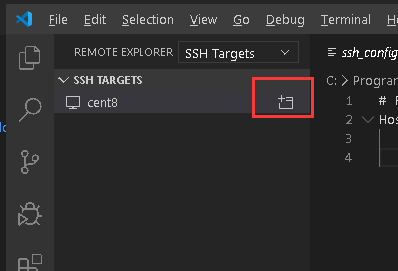 File Edit Selection View Go Debug Terminal
REMOTE EXPLORER SSH Targets ssh_config
C: > Program
SSH TARGETS
cent8
1 #
2 Hos
3
4